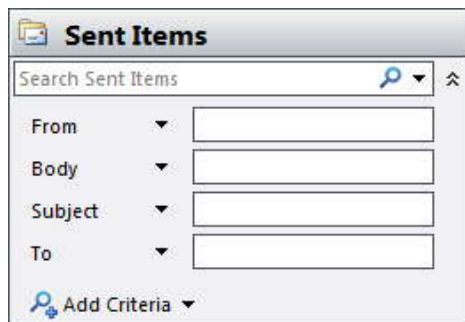 Sent Items
Search Sent Items
From
Body
Subject
To
Add Criteria